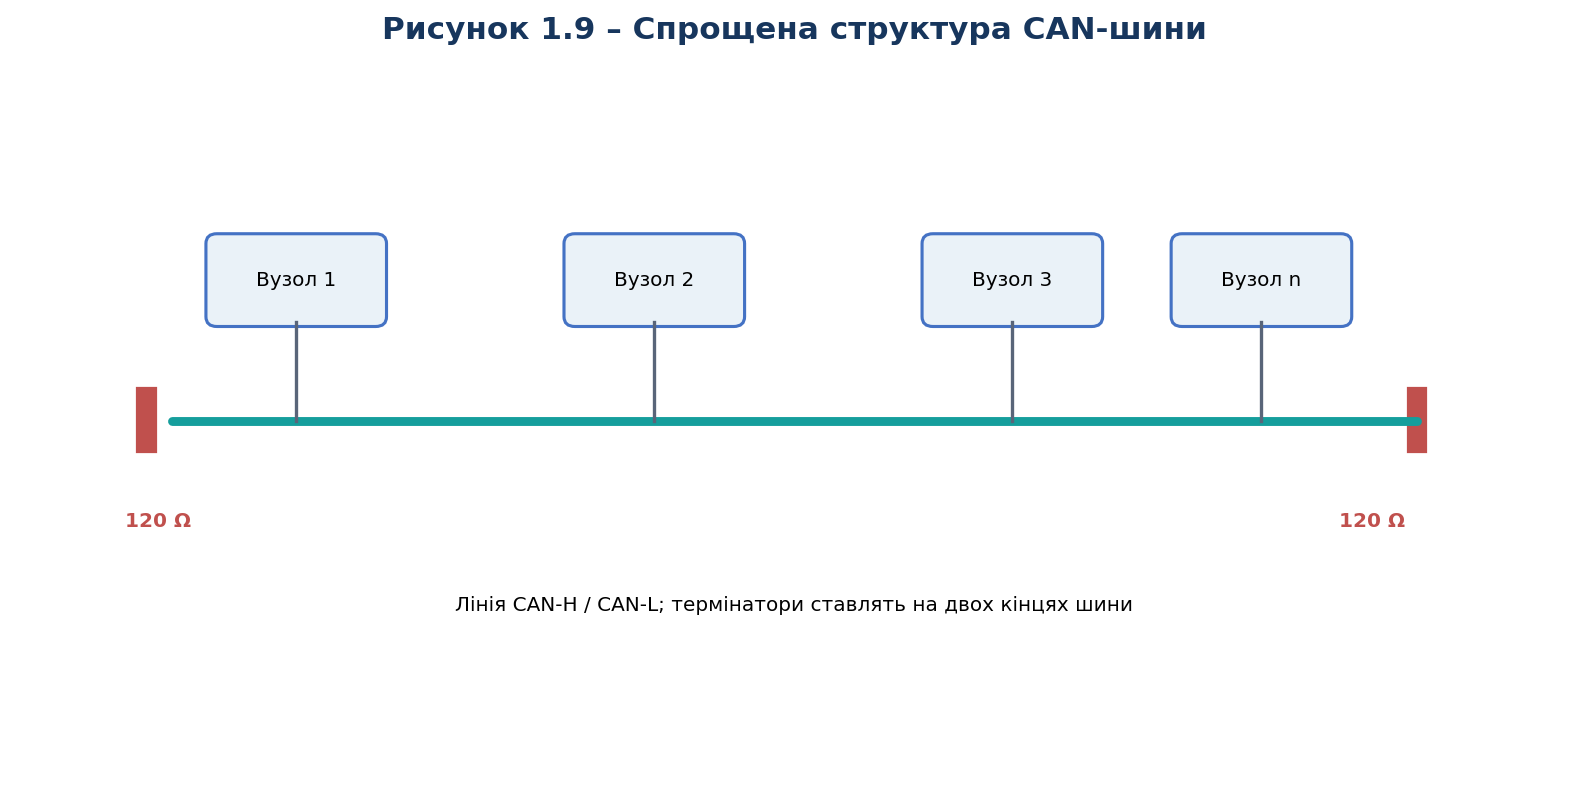 Рисунок 1.9 – Спрощена структура CAN-шини
Вузол 1
Вузол 2
Вузол 3
Вузол n
120 Ω
120 Ω
Лінія CAN-H / CAN-L; термінатори ставлять на двох кінцях шини